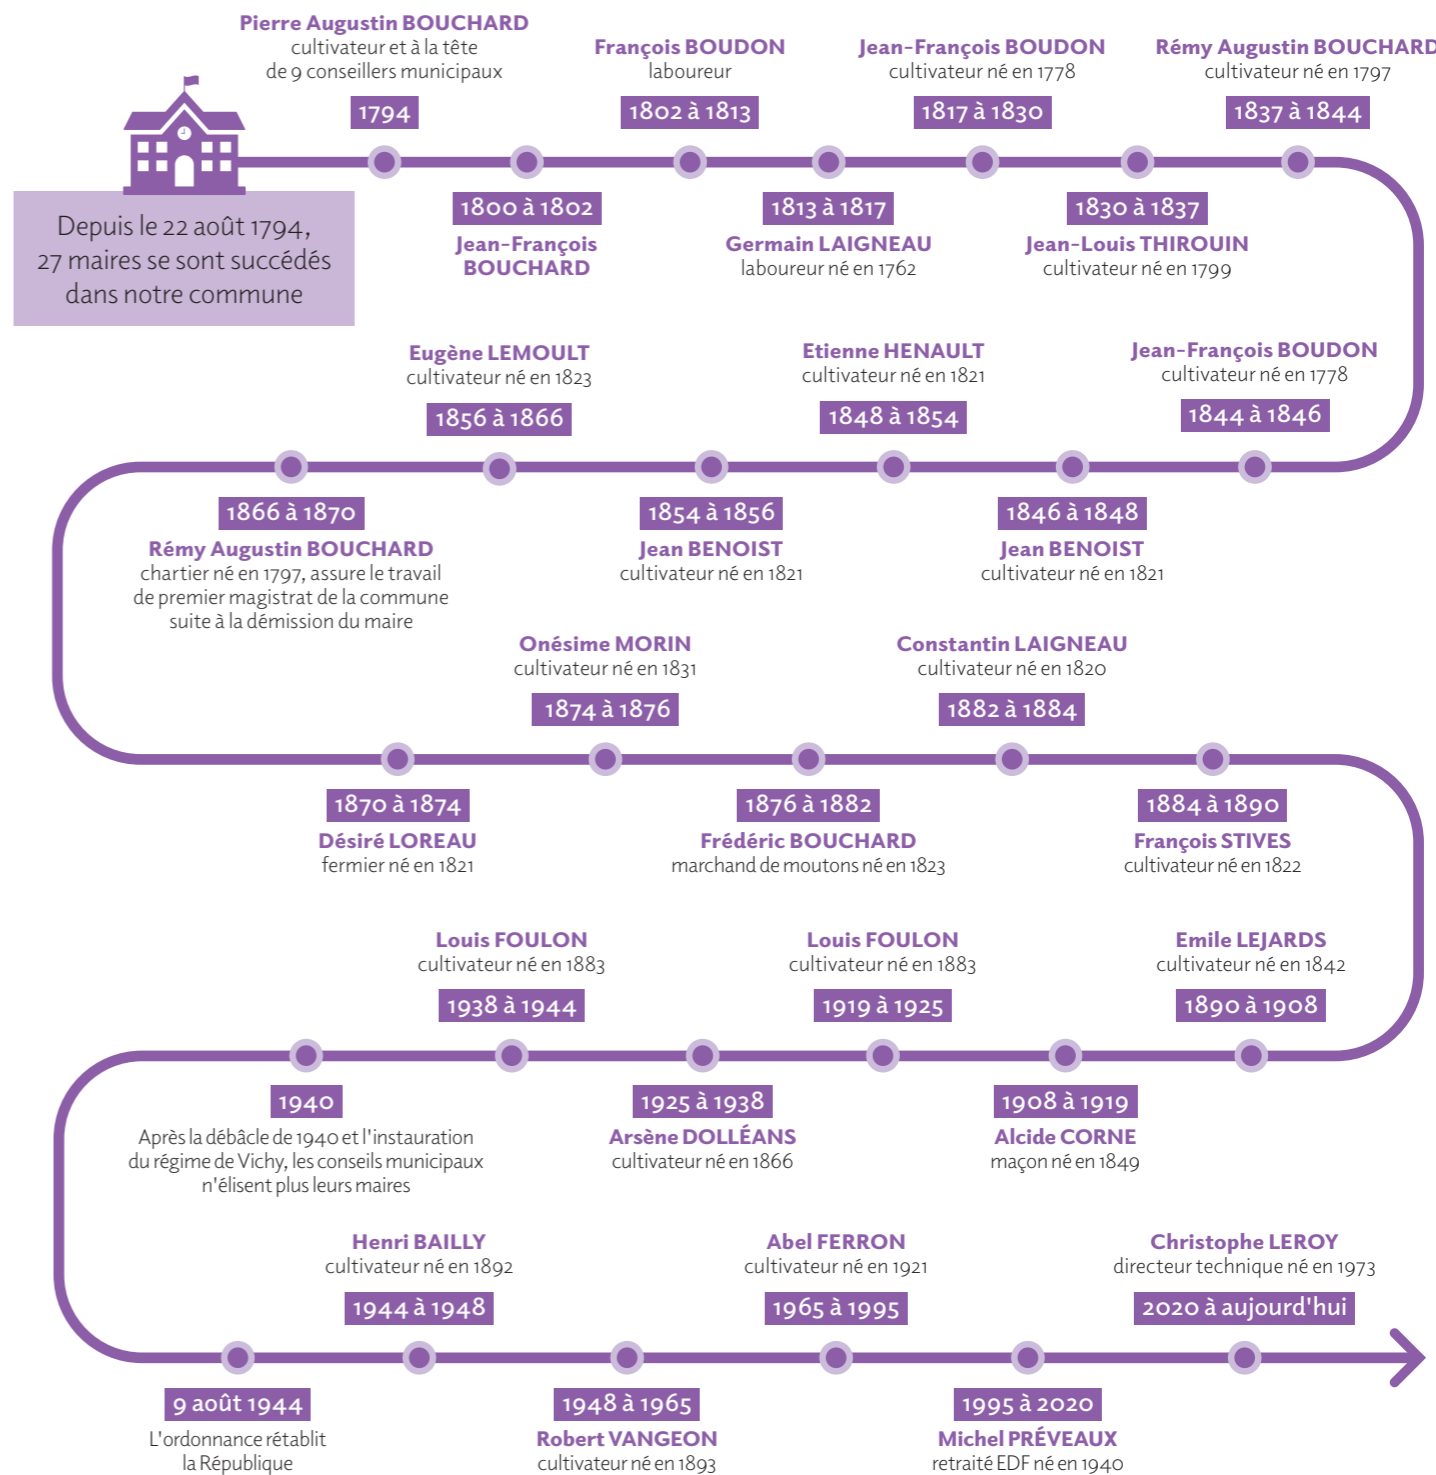 Pierre Augustin BOUCHARD
cultivateur et à la tête
de 9 conseillers municipaux
1794
François BOUDON
laboureur
1802 à 1813
Jean-François BOUDON
cultivateur né en 1778
1817 à 1830
Rémy Augustin BOUCHARD
cultivateur né en 1797
1837 à 1844
Depuis le 22 août 1794,
27 maires se sont succédés
dans notre commune
1800 à 1802
Jean-François
BOUCHARD
1813 à 1817
Germain LAIGNEAU
laboureur né en 1762
1830 à 1837
Jean-Louis THIROUIN
cultivateur né en 1799
Eugène LEMOULT
cultivateur né en 1823
1856 à 1866
Etienne HENAULT
cultivateur né en 1821
1848 à 1854
Jean-François BOUDON
cultivateur né en 1778
1844 à 1846
1866 à 1870
Rémy Augustin BOUCHARD
chartier né en 1797, assure le travail
de premier magistrat de la commune
suite à la démission du maire
1854 à 1856
Jean BENOIST
cultivateur né en 1821
1846 à 1848
Jean BENOIST
cultivateur né en 1821
Onésime MORIN
cultivateur né en 1831
1874 à 1876
Constantin LAIGNEAU
cultivateur né en 1820
1882 à 1884
1870 à 1874
Désiré LOREAU
fermier né en 1821
1876 à 1882
Frédéric BOUCHARD
marchand de moutons né en 1823
1884 à 1890
François STIVES
cultivateur né en 1822
Louis FOULON
cultivateur né en 1883
1938 à 1944
Louis FOULON
cultivateur né en 1883
1919 à 1925
Emile LEJARDS
cultivateur né en 1842
1890 à 1908
1940
Après la débâcle de 1940 et l'instauration
du régime de Vichy, les conseils municipaux
n'élisent plus leurs maires
1925 à 1938
Arsène DOLLÉANS
cultivateur né en 1866
1908 à 1919
Alcide CORNE
maçon né en 1849
Henri BAILLY
cultivateur né en 1892
1944 à 1948
Abel FERRON
cultivateur né en 1921
1965 à 1995
Christophe LEROY
directeur technique né en 1973
2020 à aujourd'hui
9 août 1944
L'ordonnance rétablit
la République
1948 à 1965
Robert VANGEON
cultivateur né en 1893
1995 à 2020
Michel PRÉVEAUX
retraité EDF né en 1940